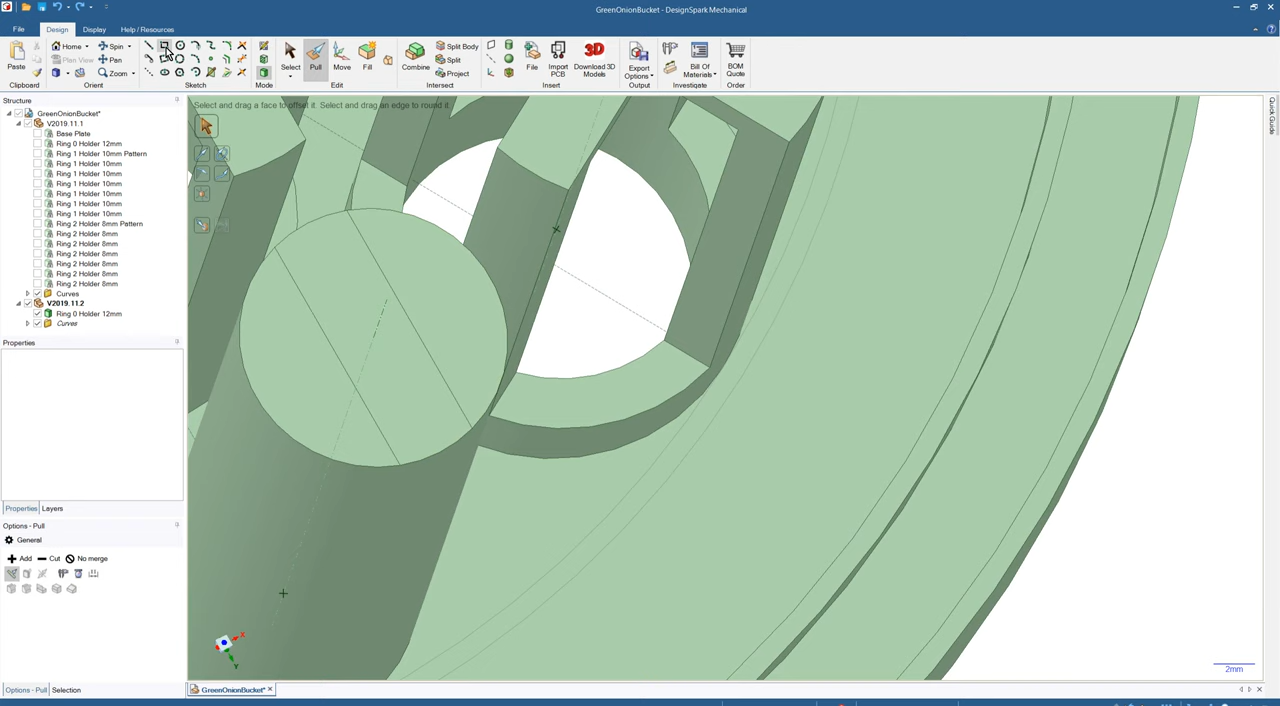 GreenOnionBucket - DesignSpark Mechanical
File Design Display Help / Resources
Paste
Home Spin
Plan View Pan
Zoom
Select Pull Move Fill
Combine
Split Body
Split
Project
File
Import PCB
Download 3D Models
Export Options
Bill Of Materials
BOM Quote
Clipboard Orient Sketch Mode Edit Intersect Insert Investigate Order
Structure
GreenOnionBucket*
V2019.11.1
Base Plate
Ring 0 Holder 12mm
Ring 1 Holder 10mm Pattern
Ring 1 Holder 10mm
Ring 1 Holder 10mm
Ring 1 Holder 10mm
Ring 1 Holder 10mm
Ring 1 Holder 10mm
Ring 1 Holder 10mm
Ring 2 Holder 8mm Pattern
Ring 2 Holder 8mm
Ring 2 Holder 8mm
Ring 2 Holder 8mm
Ring 2 Holder 8mm
Ring 2 Holder 8mm
Ring 2 Holder 8mm
Curves
V2019.11.2
Ring 0 Holder 12mm
Curves
Select and drag a face to offset it. Select and drag an edge to round it.
Quick Guide
Properties
Properties Layers
Options - Pull
General
Add Cut No merge
X
Y
2mm
Options - Pull Selection
GreenOnionBucket*